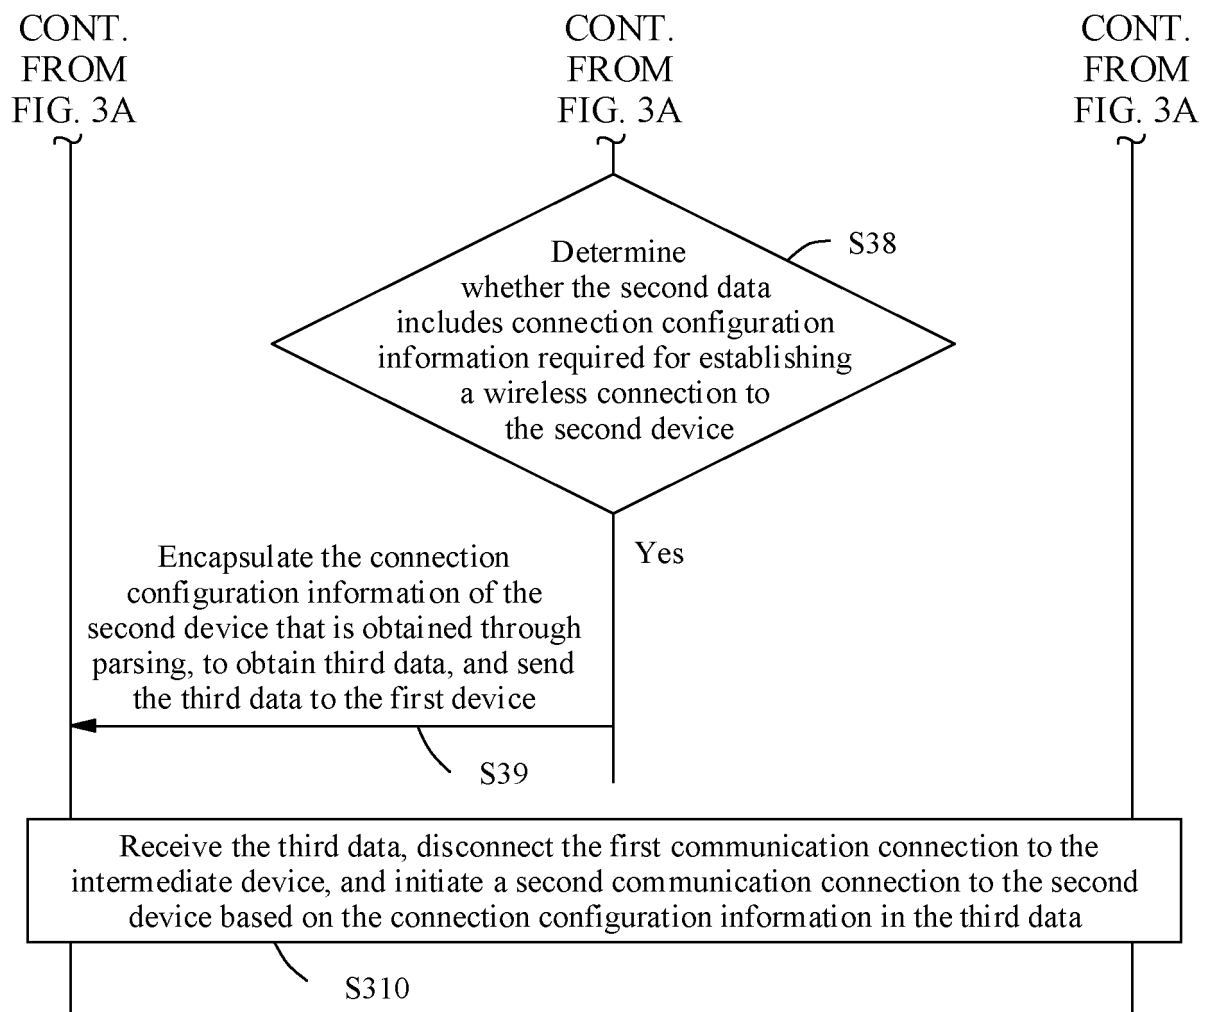 CONT.
FROM
FIG. 3A
CONT.
FROM
FIG. 3A
CONT.
FROM
FIG. 3A
Determine
whether the second data
includes connection configuration
information required for establishing
a wireless connection to
the second device
S38
Yes
Encapsulate the connection
configuration information of the
second device that is obtained through
parsing, to obtain third data, and send
the third data to the first device
S39
Receive the third data, disconnect the first communication connection to the
intermediate device, and initiate a second communication connection to the second
device based on the connection configuration information in the third data
S310